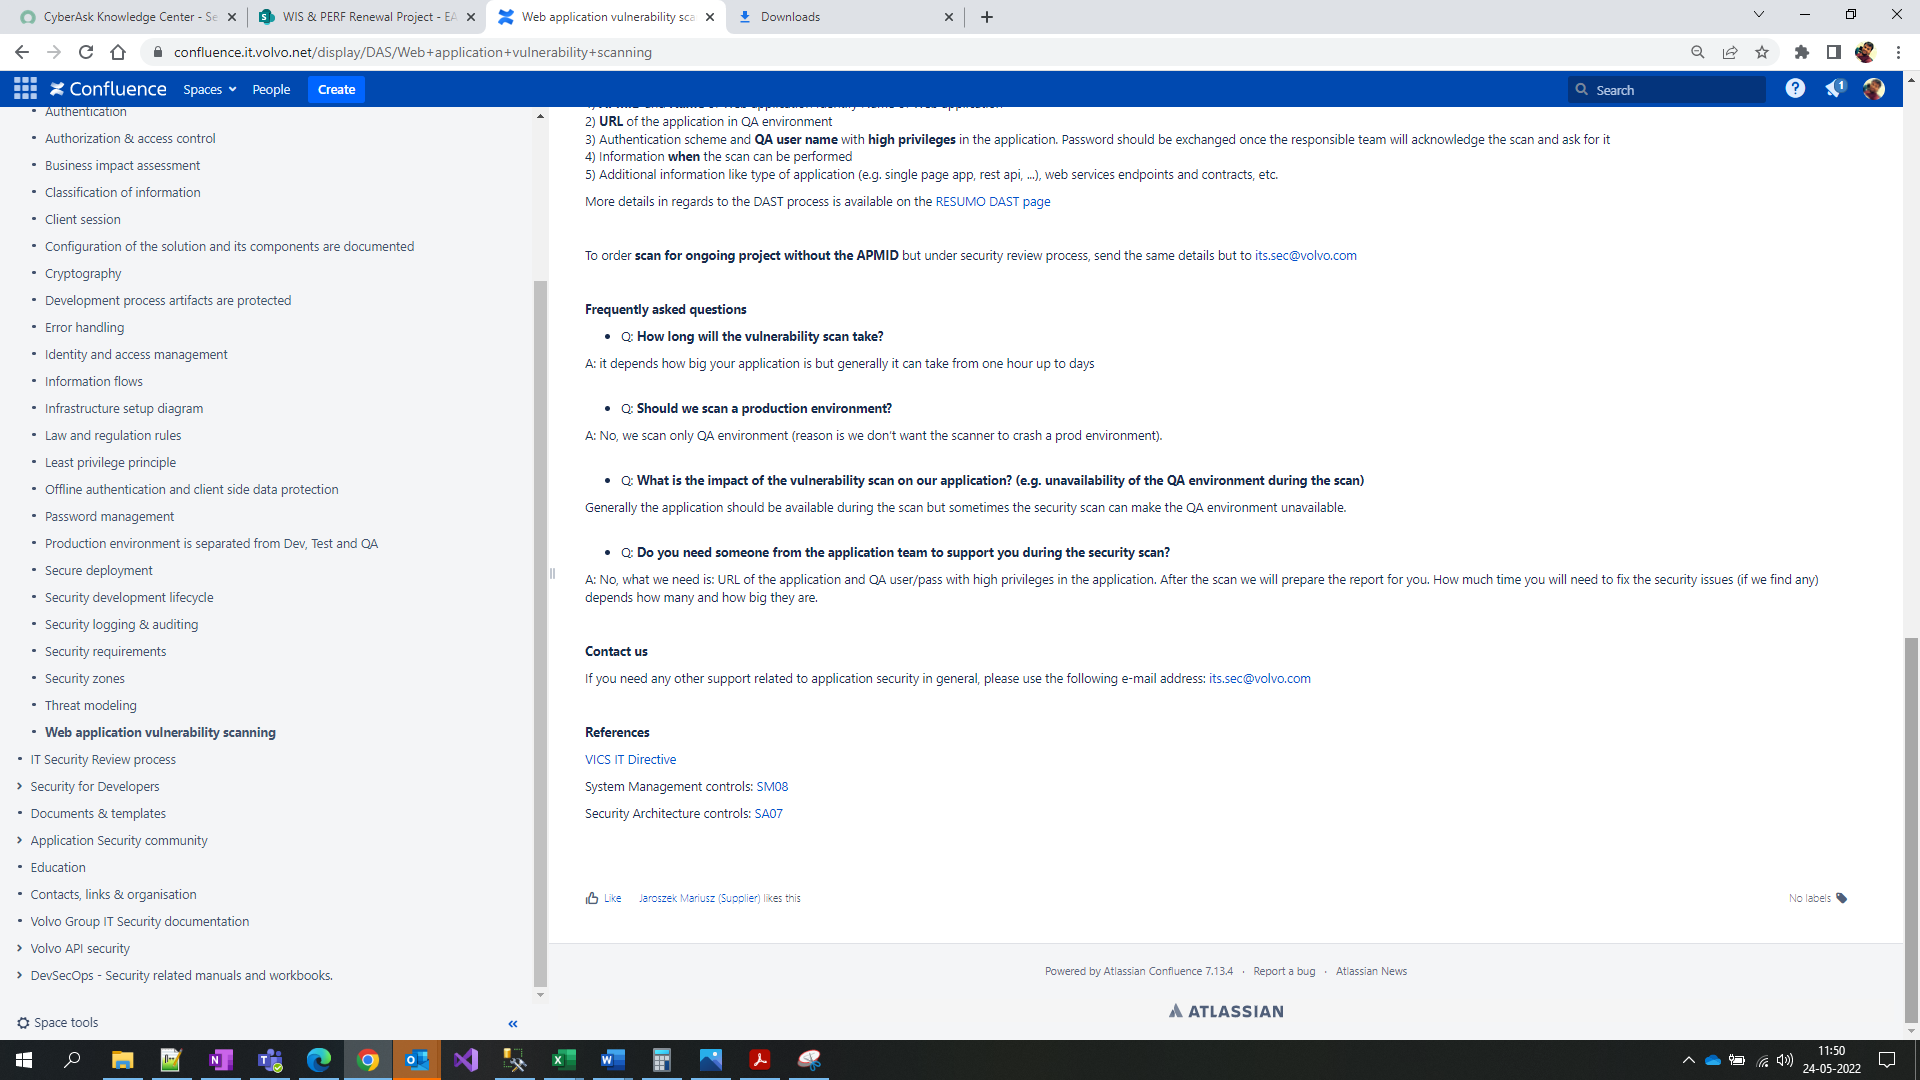 CyberAsk Knowledge Center - Se
WIS & PERF Renewal Project - EA
Web application vulnerability sca
Downloads
confluence.it.volvo.net/display/DAS/Web+application+vulnerability+scanning
Confluence
Spaces
People
Create
Search
1
Authentication
Authorization & access control
Business impact assessment
Classification of information
Client session
Configuration of the solution and its components are documented
Cryptography
Development process artifacts are protected
Error handling
Identity and access management
Information flows
Infrastructure setup diagram
Law and regulation rules
Least privilege principle
Offline authentication and client side data protection
Password management
Production environment is separated from Dev, Test and QA
Secure deployment
Security development lifecycle
Security logging & auditing
Security requirements
Security zones
Threat modeling
Web application vulnerability scanning
IT Security Review process
Security for Developers
Documents & templates
Application Security community
Education
Contacts, links & organisation
Volvo Group IT Security documentation
Volvo API security
DevSecOps - Security related manuals and workbooks.
Space tools
2) URL of the application in QA environment
3) Authentication scheme and QA user name with high privileges in the application. Password should be exchanged once the responsible team will acknowledge the scan and ask for it
4) Information when the scan can be performed
5) Additional information like type of application (e.g. single page app, rest api, ...), web services endpoints and contracts, etc.
More details in regards to the DAST process is available on the RESUMO DAST page
To order scan for ongoing project without the APMID but under security review process, send the same details but to its.sec@volvo.com
Frequently asked questions
• Q: How long will the vulnerability scan take?
A: it depends how big your application is but generally it can take from one hour up to days
• Q: Should we scan a production environment?
A: No, we scan only QA environment (reason is we don't want the scanner to crash a prod environment).
• Q: What is the impact of the vulnerability scan on our application? (e.g. unavailability of the QA environment during the scan)
Generally the application should be available during the scan but sometimes the security scan can make the QA environment unavailable.
• Q: Do you need someone from the application team to support you during the security scan?
A: No, what we need is: URL of the application and QA user/pass with high privileges in the application. After the scan we will prepare the report for you. How much time you will need to fix the security issues (if we find any)
depends how many and how big they are.
Contact us
If you need any other support related to application security in general, please use the following e-mail address: its.sec@volvo.com
References
VICS IT Directive
System Management controls: SM08
Security Architecture controls: SA07
Like
Jaroszek Mariusz (Supplier) likes this
No labels
Powered by Atlassian Confluence 7.13.4 · Report a bug · Atlassian News
ATLASSIAN
11:50
24-05-2022